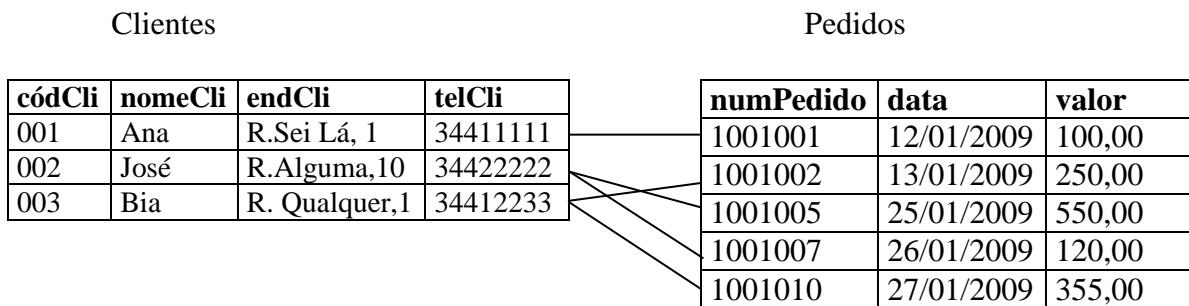 Clientes
Pedidos
códCli nomeCli endCli telCli
001 Ana R.Sei Lá, 1 34411111
002 José R.Alguma,10 34422222
003 Bia R. Qualquer,1 34412233
numPedido data valor
1001001 12/01/2009 100,00
1001002 13/01/2009 250,00
1001005 25/01/2009 550,00
1001007 26/01/2009 120,00
1001010 27/01/2009 355,00